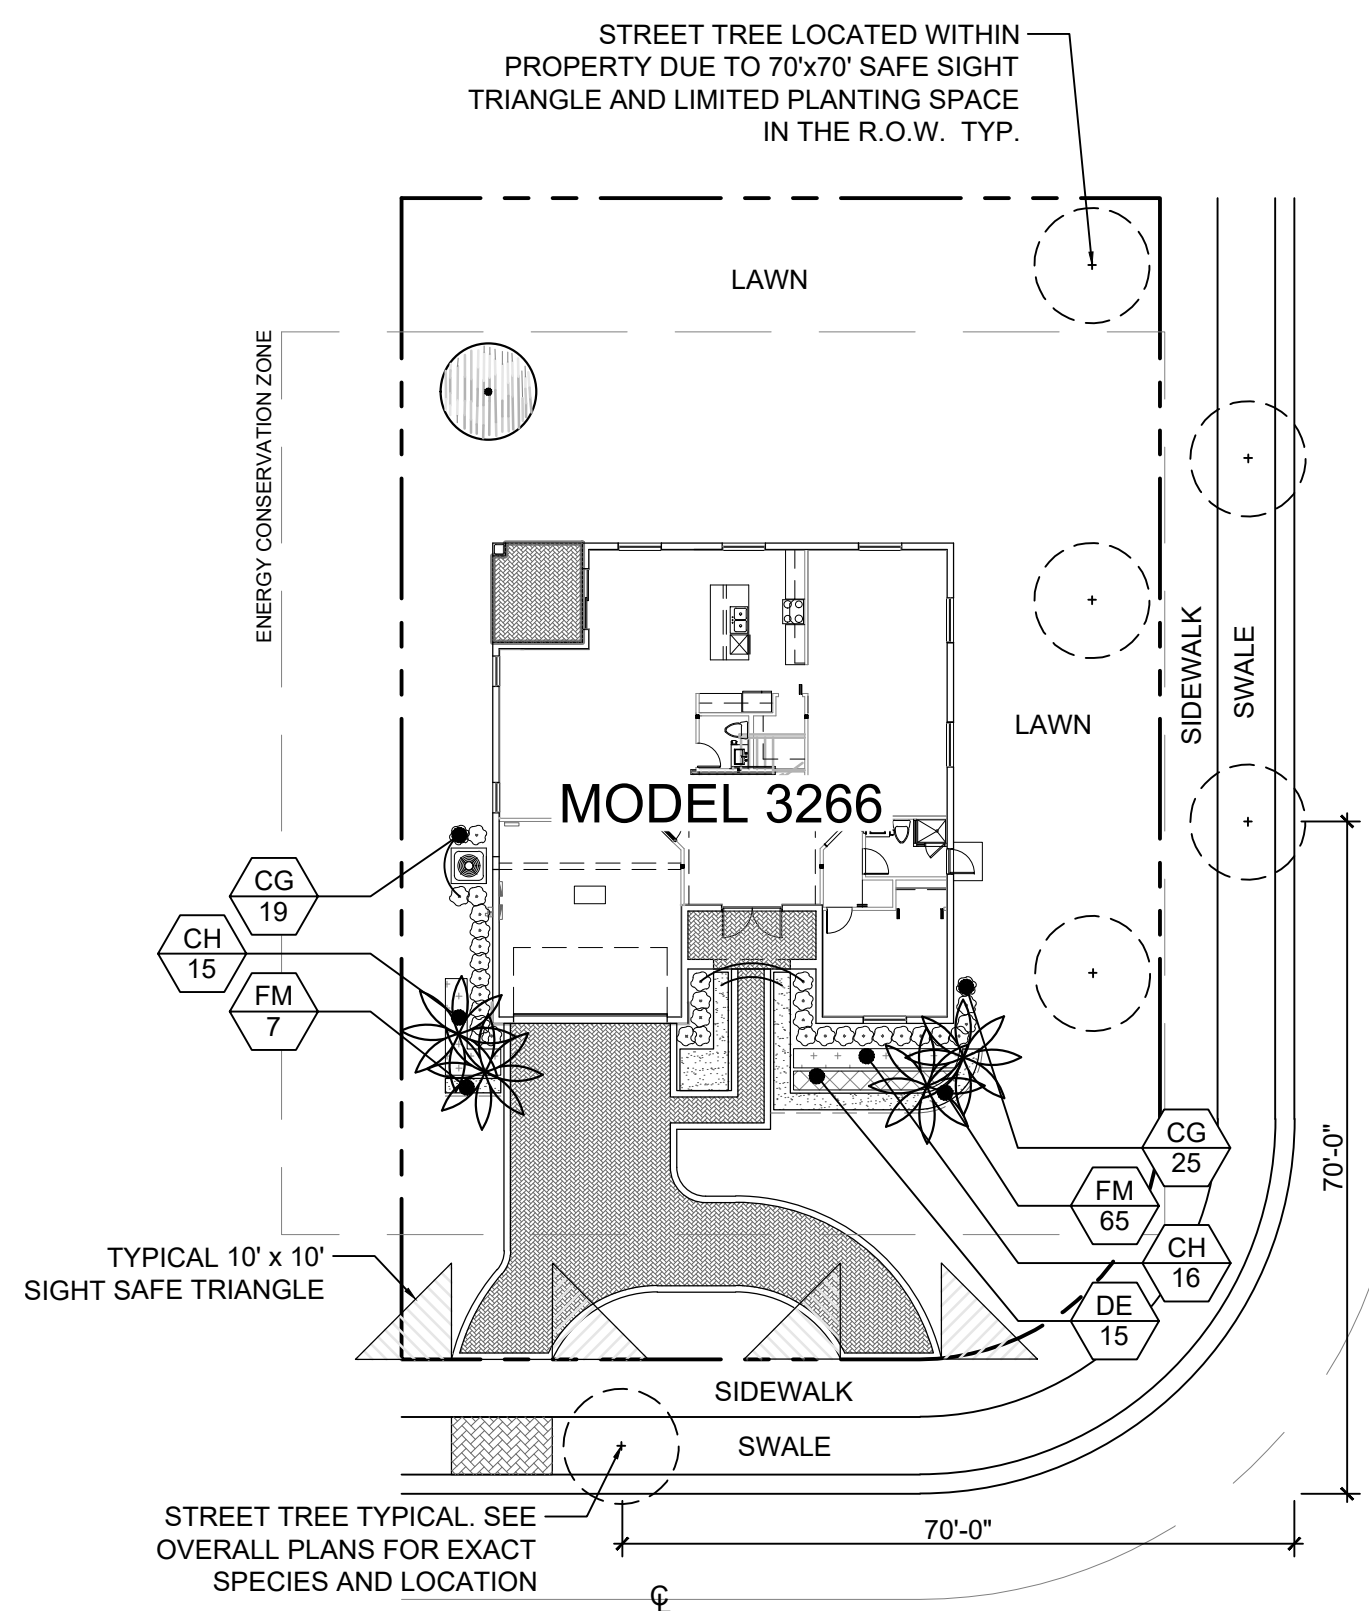 STREET TREE LOCATED WITHIN
PROPERTY DUE TO 70'x70' SAFE SIGHT
TRIANGLE AND LIMITED PLANTING SPACE
IN THE R.O.W. TYP.
LAWN
ENERGY CONSERVATION ZONE
SIDEWALK
SWALE
LAWN
MODEL 3266
CG
19
CH
15
FM
7
CG
25
FM
65
CH
16
DE
15
70'-0"
TYPICAL 10' x 10'
SIGHT SAFE TRIANGLE
SIDEWALK
SWALE
STREET TREE TYPICAL. SEE
OVERALL PLANS FOR EXACT
SPECIES AND LOCATION
70'-0"
℄